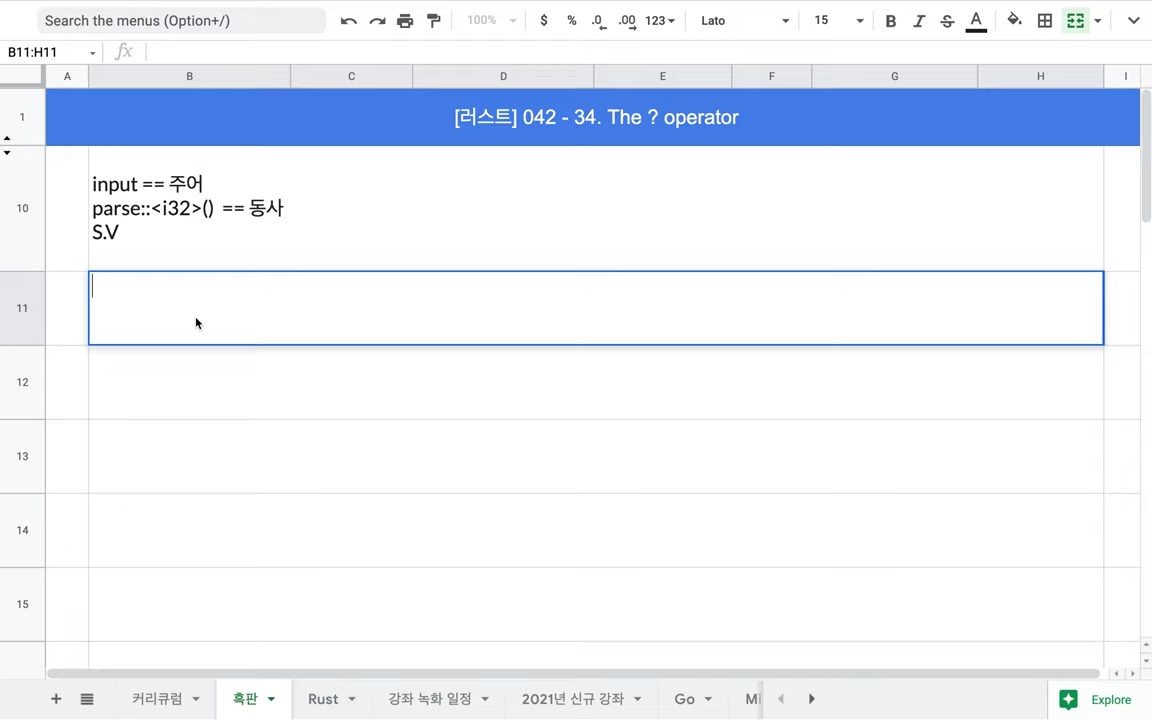 Search the menus (Option+/)
100%
$
%
.0
.00
123
Lato
15
B
I
S
A
B11:H11
fx
A
B
C
D
E
F
G
H
I
1
[러스트] 042 - 34. The ? operator
10
input == 주어
parse::<i32>()  == 동사
S.V
11
12
13
14
15
커리큐럼
흑판
Rust
강좌 녹화 일정
2021년 신규 강좌
Go
Mi
Explore